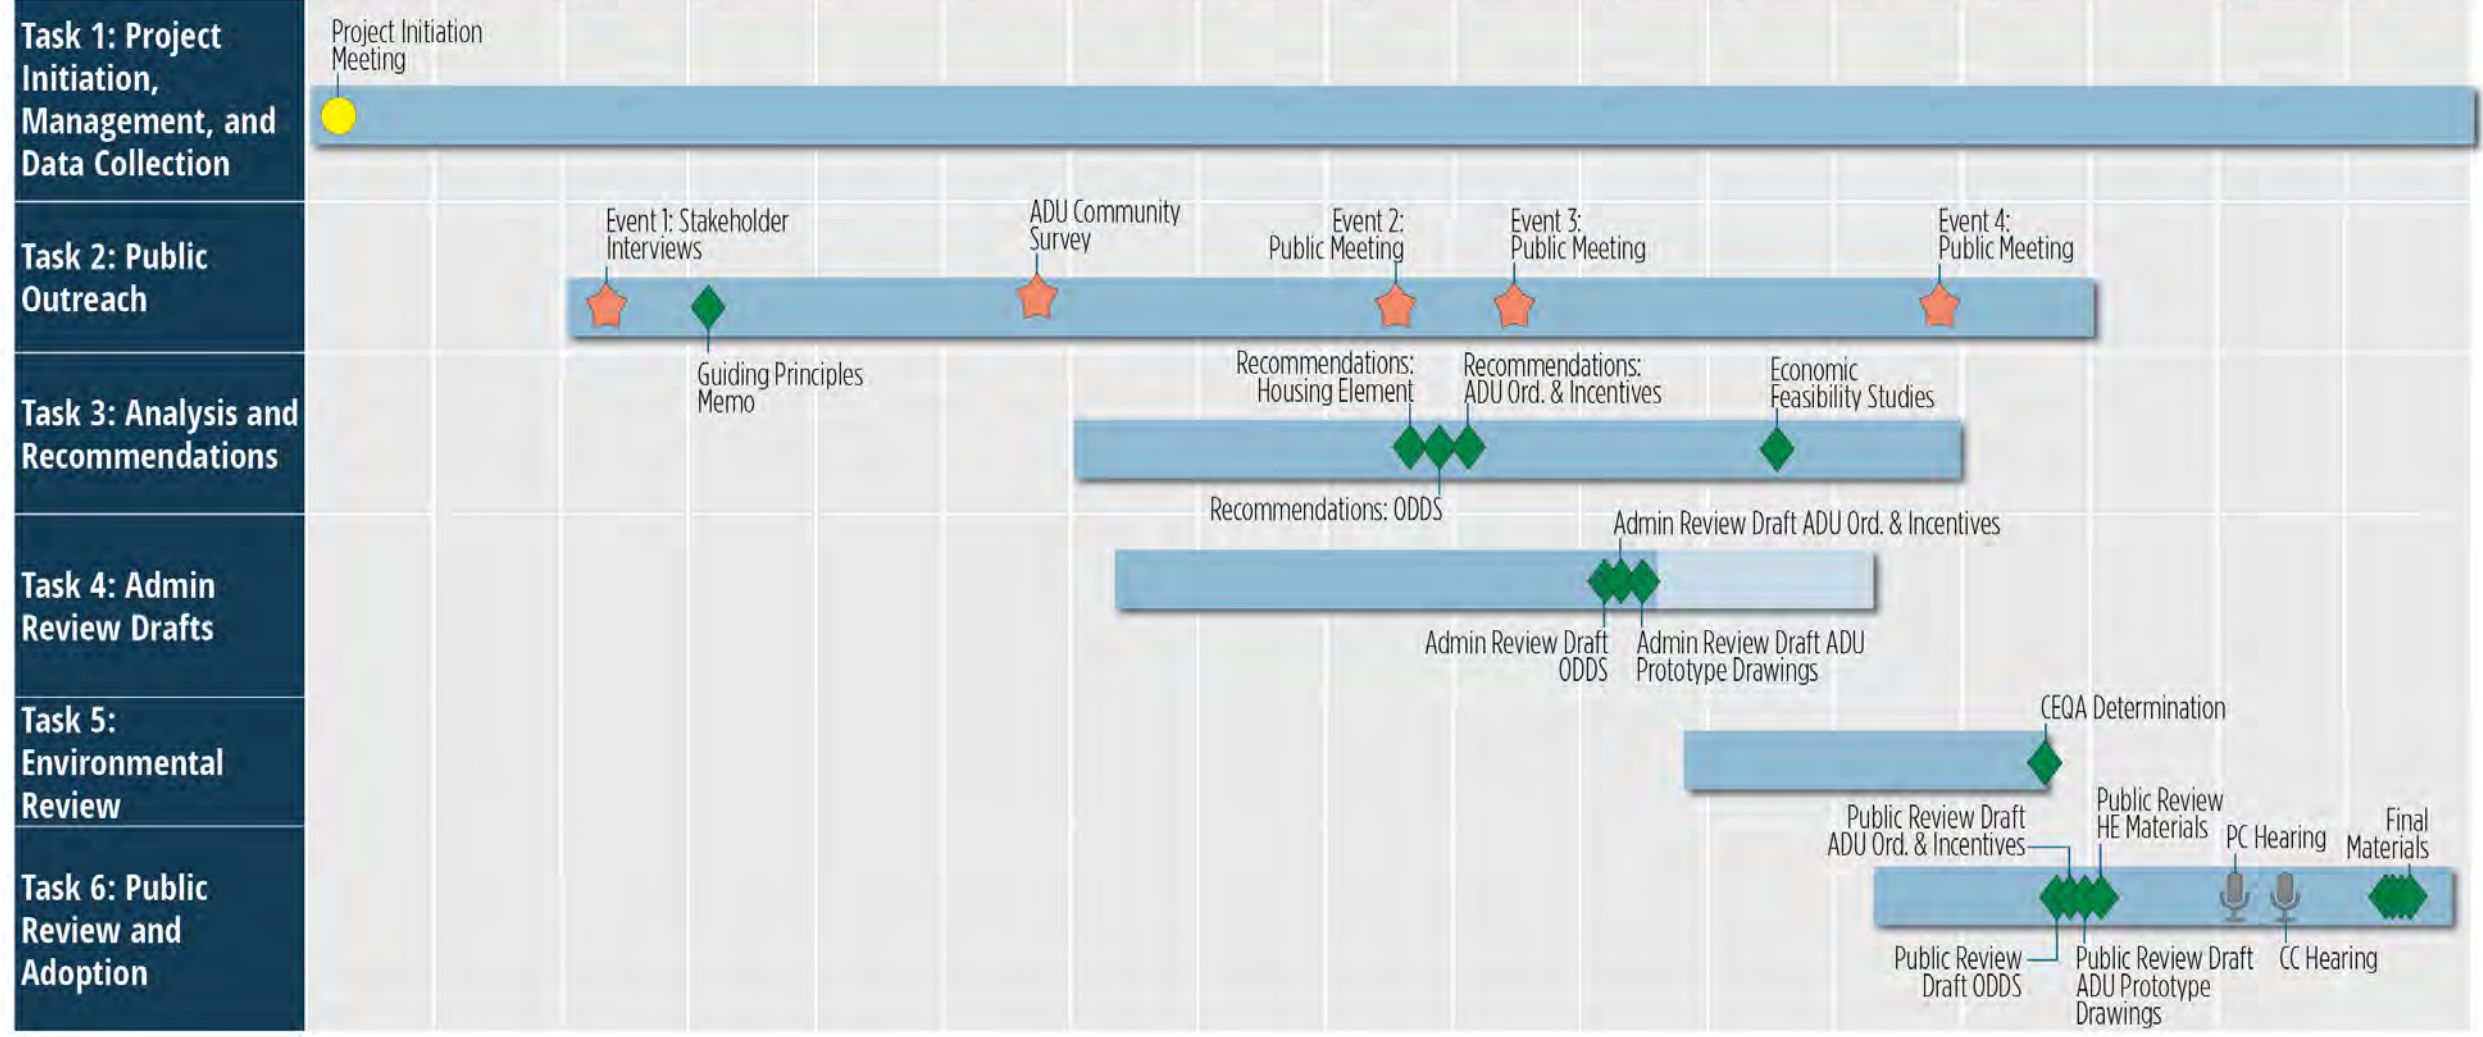 Task 1: Project
Initiation,
Management, and
Data Collection
Project Initiation
Meeting
Task 2: Public
Outreach
Event 1: Stakeholder
Interviews
ADU Community
Survey
Event 2:
Public Meeting
Event 3:
Public Meeting
Event 4:
Public Meeting
Guiding Principles
Memo
Task 3: Analysis and
Recommendations
Recommendations:
Housing Element
Recommendations:
ADU Ord. & Incentives
Economic
Feasibility Studies
Recommendations: ODDS
Task 4: Admin
Review Drafts
Admin Review Draft ADU Ord. & Incentives
Admin Review Draft
ODDS
Admin Review Draft ADU
Prototype Drawings
Task 5:
Environmental
Review
CEQA Determination
Task 6: Public
Review and
Adoption
Public Review Draft
ADU Ord. & Incentives
Public Review
HE Materials
PC Hearing
Final
Materials
Public Review
Draft ODDS
Public Review Draft
ADU Prototype
Drawings
CC Hearing